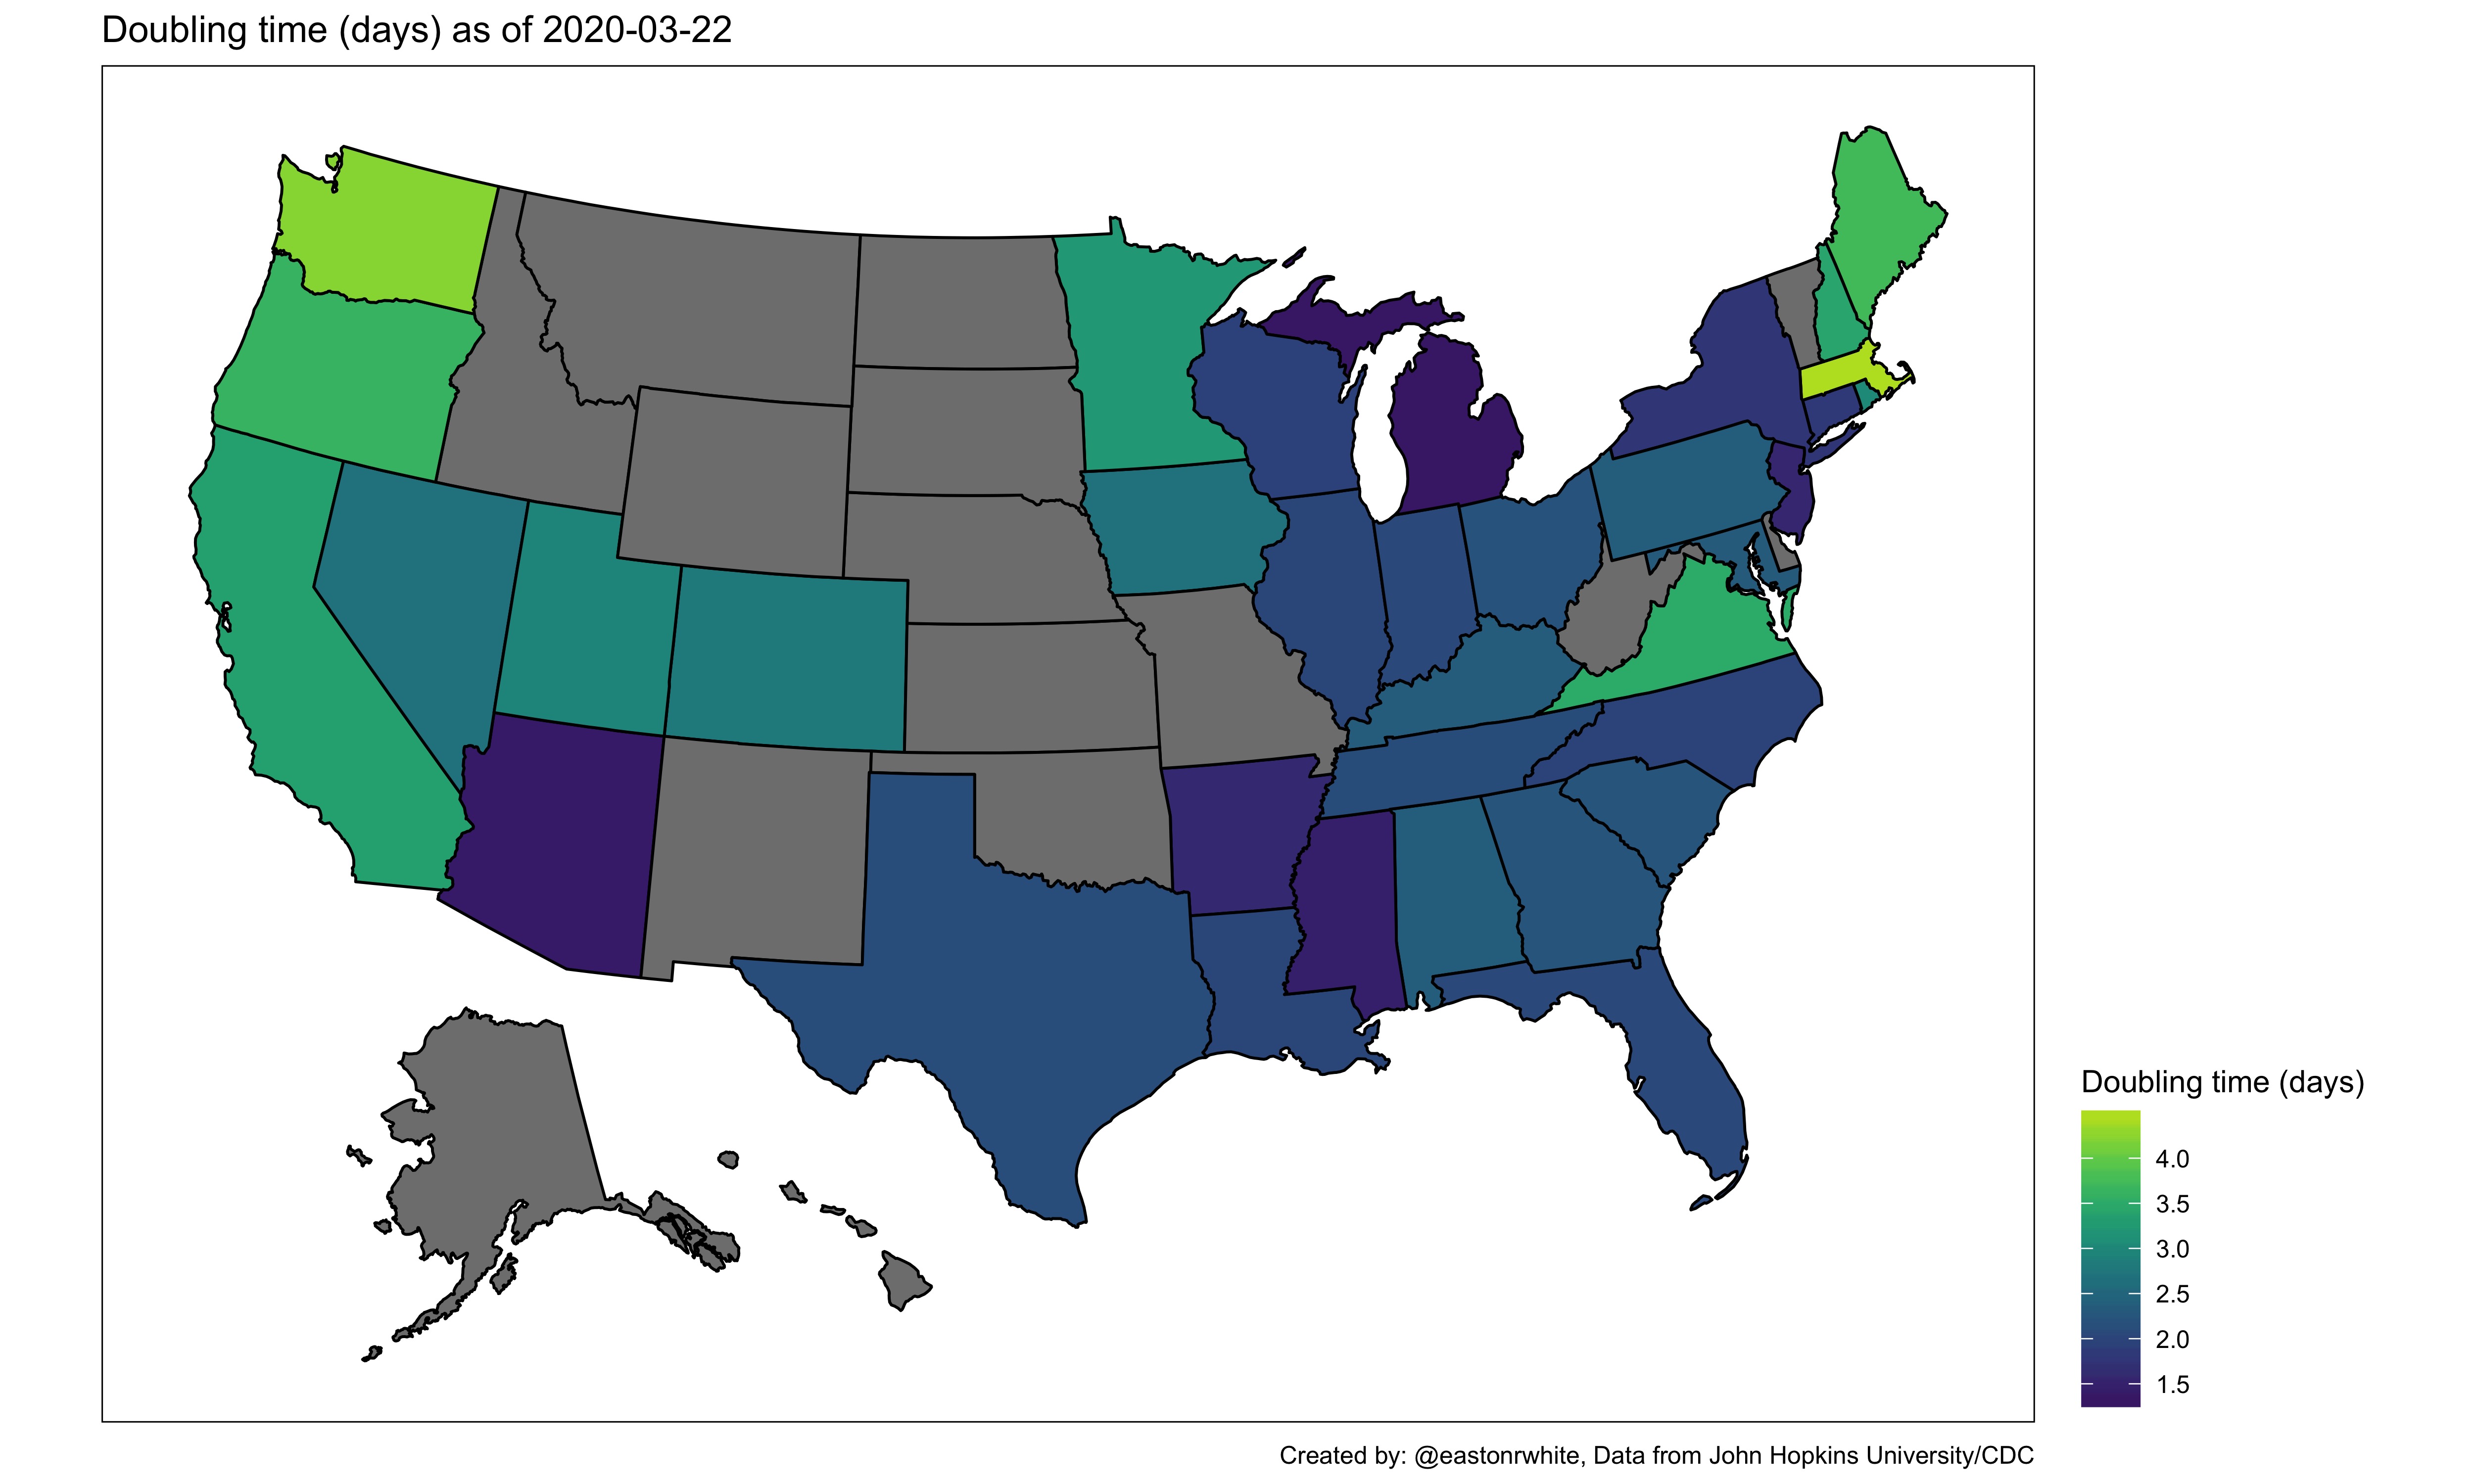 Doubling time (days) as of 2020-03-22
Doubling time (days)
4.0
3.5
3.0
2.5
2.0
1.5
Created by: @eastonrwhite, Data from John Hopkins University/CDC